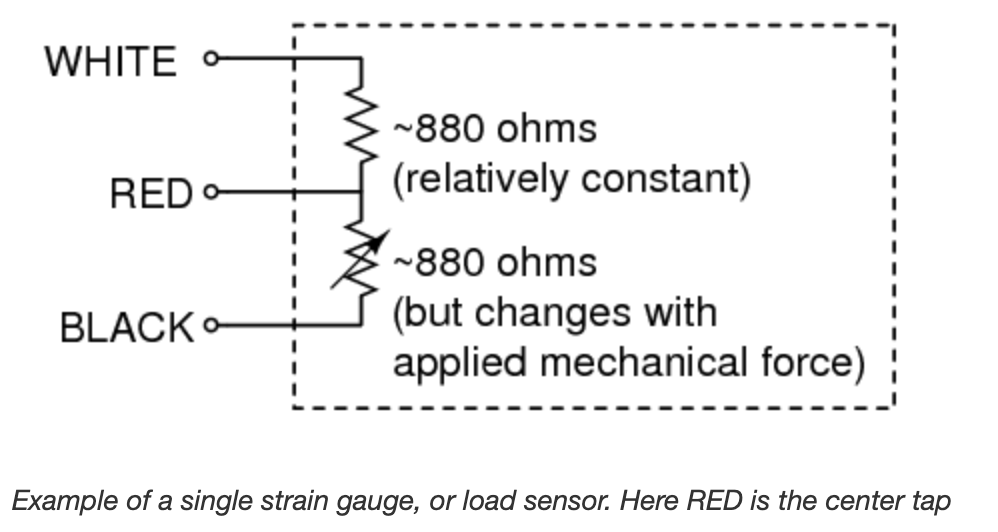 WHITE
~880 ohms
(relatively constant)
RED
~880 ohms
(but changes with
applied mechanical force)
BLACK
Example of a single strain gauge, or load sensor. Here RED is the center tap